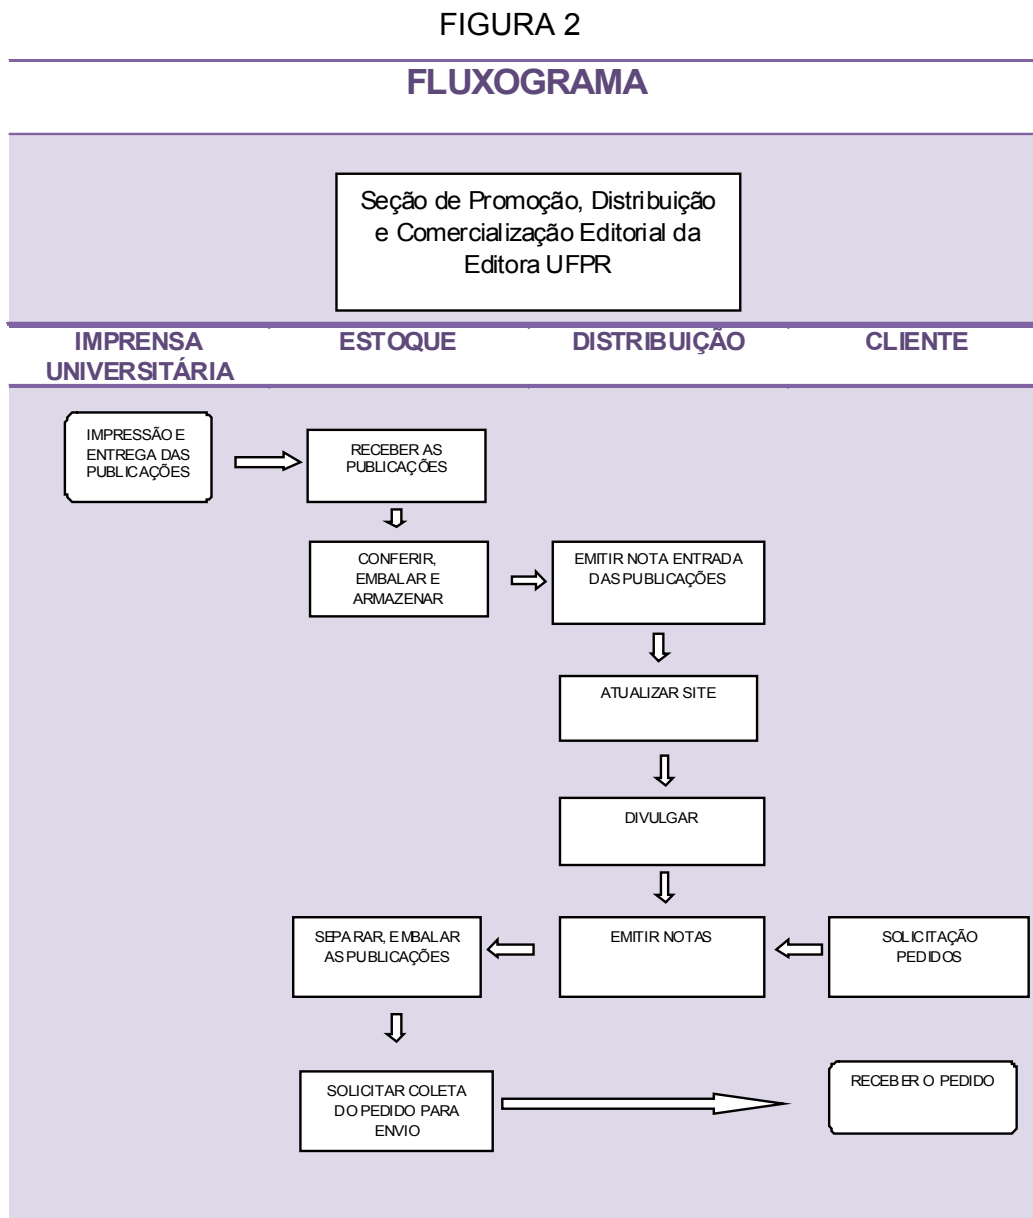 FIGURA 2
FLUXOGRAMA
Seção de Promoção, Distribuição
e Comercialização Editorial da
Editora UFPR
IMPRENSA
UNIVERSITÁRIA
ESTOQUE
DISTRIBUIÇÃO
CLIENTE
IMPRESSÃO E
ENTREGA DAS
PUBLICAÇÕES
RECEBER AS
PUBLICAÇÕES
CONFERIR,
EMBALAR E
ARMAZENAR
EMITIR NOTA ENTRADA
DAS PUBLICAÇÕES
ATUALIZAR SITE
DIVULGAR
SEPARAR, EMBALAR
AS PUBLICAÇÕES
EMITIR NOTAS
SOLICITAÇÃO
PEDIDOS
SOLICITAR COLETA
DO PEDIDO PARA
ENVIO
RECEBER O PEDIDO